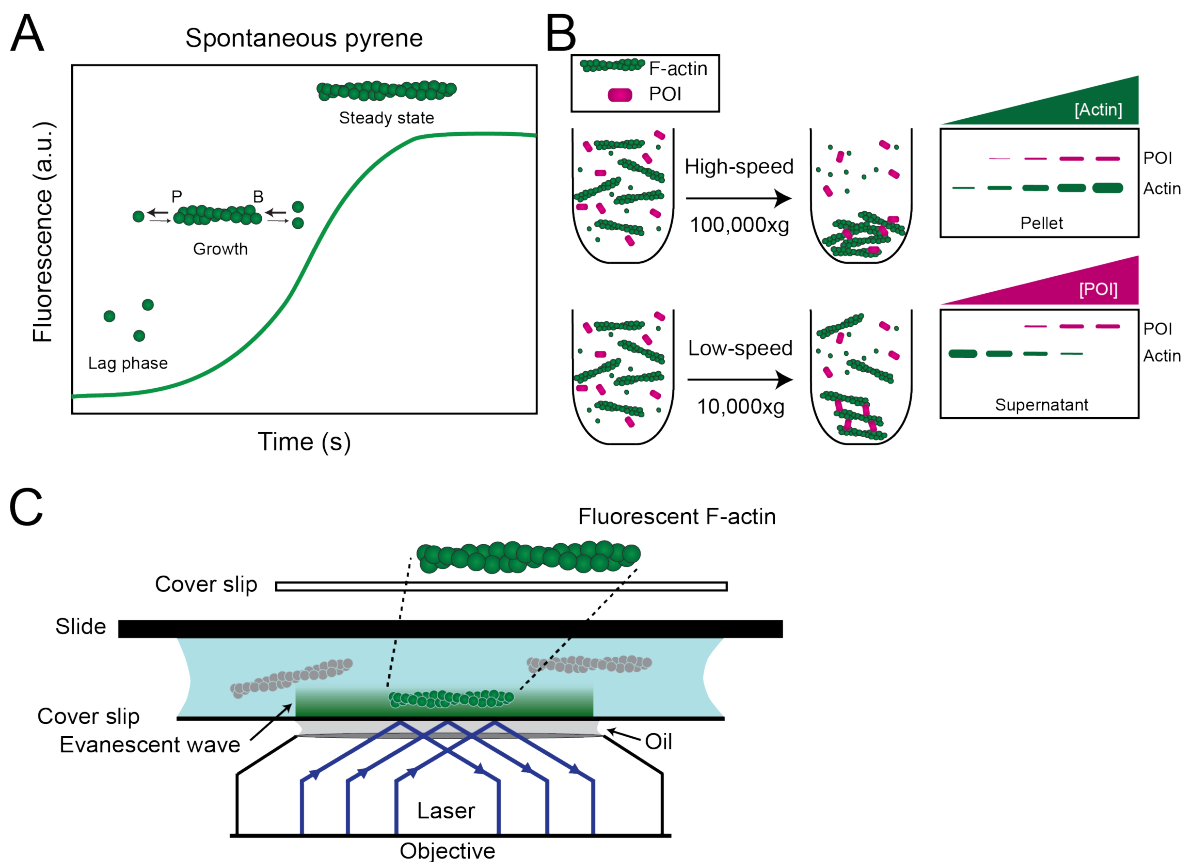 A
Spontaneous pyrene
Fluorescence (a.u.)
Steady state
P
B
Growth
Lag phase
Time (s)
B
F-actin
POI
High-speed
100,000xg
[Actin]
POI
Actin
Pellet
Low-speed
10,000xg
[POI]
POI
Actin
Supernatant
C
Fluorescent F-actin
Cover slip
Slide
Cover slip
Evanescent wave
Oil
Laser
Objective